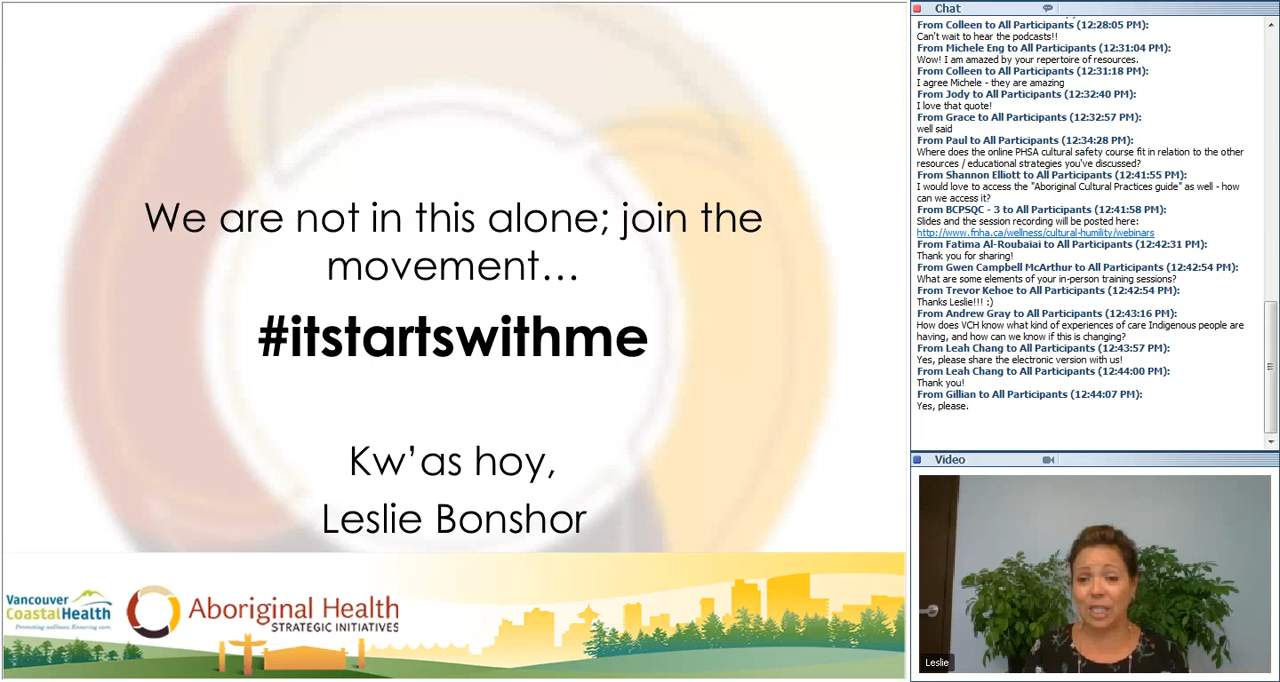 We are not in this alone; join the
movement…
#itstartswithme
Kw’as hoy,
Leslie Bonshor
Vancouver
CoastalHealth
Promoting wellness. Ensuring care.
Aboriginal Health
STRATEGIC INITIATIVES
Chat
From Colleen to All Participants (12:28:05 PM):
Can't wait to hear the podcasts!!
From Michele Eng to All Participants (12:31:04 PM):
Wow! I am amazed by your repertoire of resources.
From Colleen to All Participants (12:31:18 PM):
I agree Michele - they are amazing
From Jody to All Participants (12:32:40 PM):
I love that quote!
From Grace to All Participants (12:32:57 PM):
well said
From Paul to All Participants (12:34:28 PM):
Where does the online PHSA cultural safety course fit in relation to the other
resources / educational strategies you've discussed?
From Shannon Elliott to All Participants (12:41:55 PM):
I would love to access the "Aboriginal Cultural Practices guide" as well - how
can we access it?
From BCPSQC - 3 to All Participants (12:41:58 PM):
Slides and the session recording will be posted here:
http://www.fnha.ca/wellness/cultural-humility/webinars
From Fatima Al-Roubaiai to All Participants (12:42:31 PM):
Thank you for sharing!
From Gwen Campbell McArthur to All Participants (12:42:54 PM):
What are some elements of your in-person training sessions?
From Trevor Kehoe to All Participants (12:42:54 PM):
Thanks Leslie!!! :)
From Andrew Gray to All Participants (12:43:16 PM):
How does VCH know what kind of experiences of care Indigenous people are
having, and how can we know if this is changing?
From Leah Chang to All Participants (12:43:57 PM):
Yes, please share the electronic version with us!
From Leah Chang to All Participants (12:44:00 PM):
Thank you!
From Gillian to All Participants (12:44:07 PM):
Yes, please.
Video
Leslie